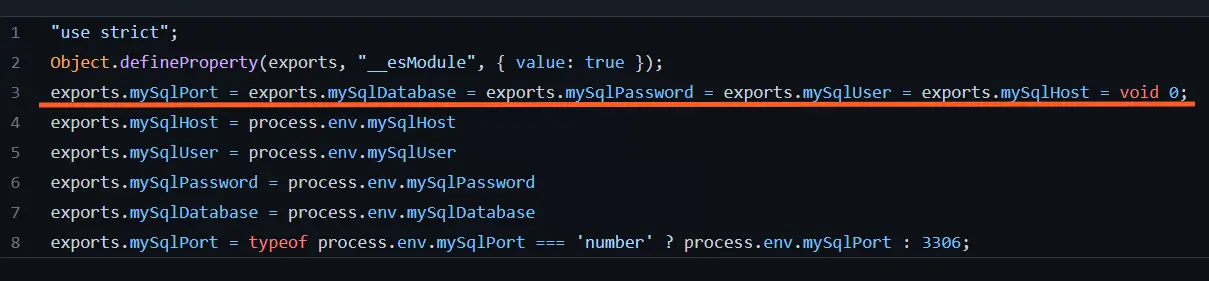 1 "use strict";
2 Object.defineProperty(exports, "__esModule", { value: true });
3 exports.mySqlPort = exports.mySqlDatabase = exports.mySqlPassword = exports.mySqlUser = exports.mySqlHost = void 0;
4 exports.mySqlHost = process.env.mySqlHost
5 exports.mySqlUser = process.env.mySqlUser
6 exports.mySqlPassword = process.env.mySqlPassword
7 exports.mySqlDatabase = process.env.mySqlDatabase
8 exports.mySqlPort = typeof process.env.mySqlPort === 'number' ? process.env.mySqlPort : 3306;